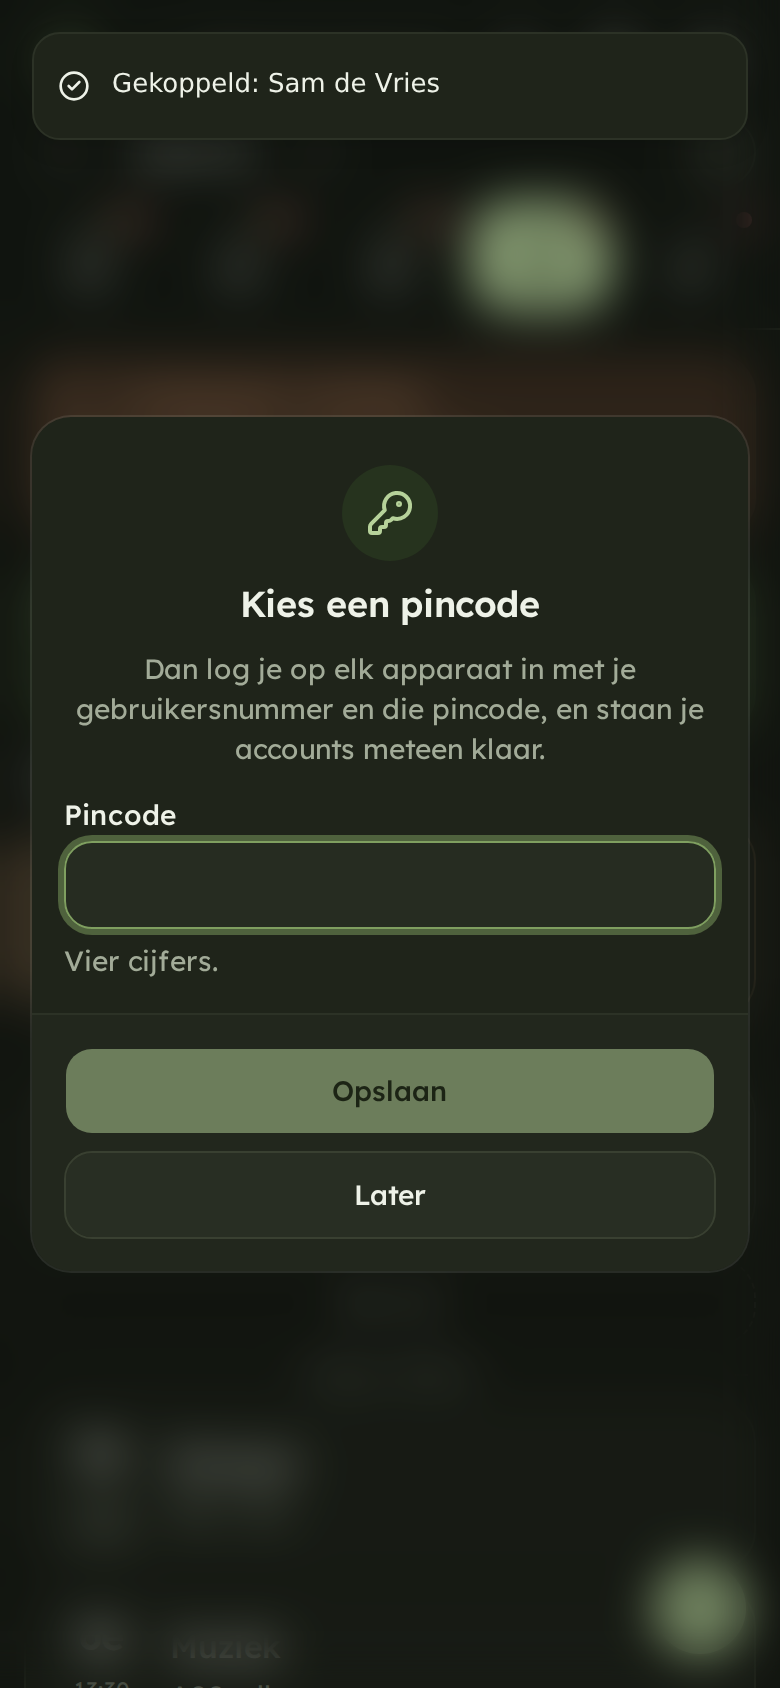 Gekoppeld: Sam de Vries
Kies een pincode
Dan log je op elk apparaat in met je
gebruikersnummer en die pincode, en staan je
accounts meteen klaar.
Pincode
Vier cijfers.
Opslaan
Later
Muziek